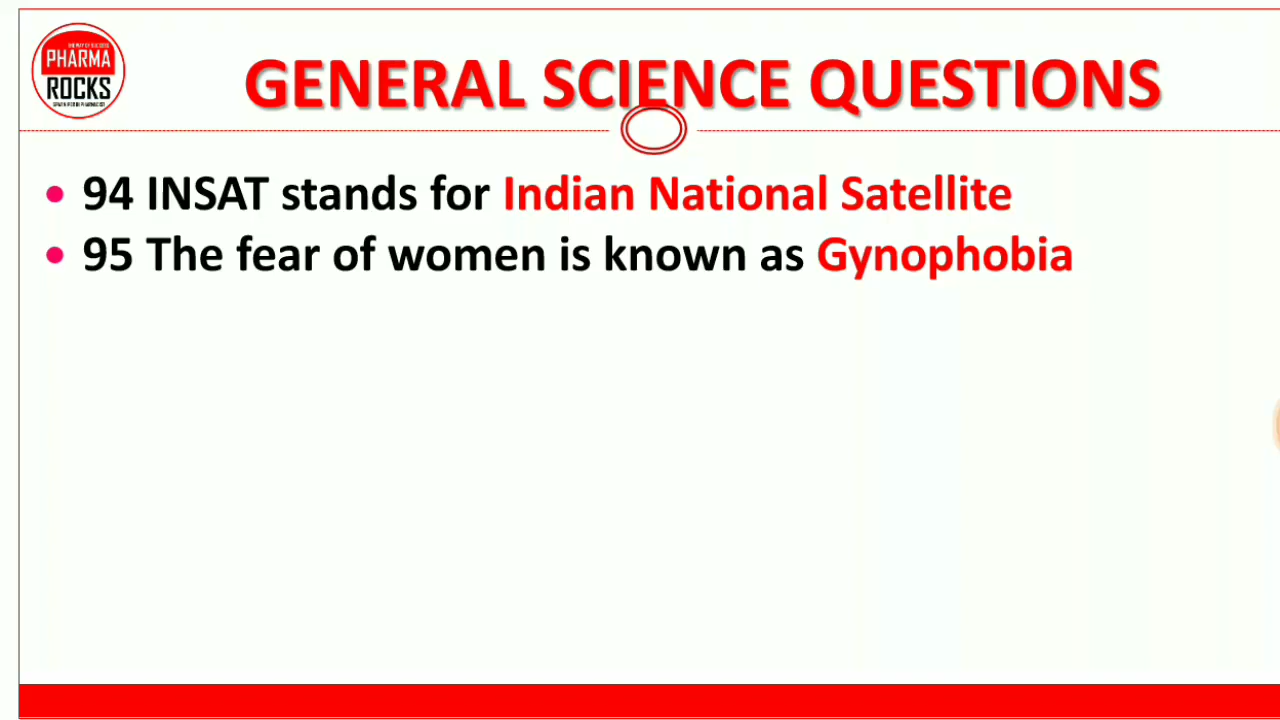 PHARMA
ROCKS
GENERAL SCIENCE QUESTIONS
• 94 INSAT stands for Indian National Satellite
• 95 The fear of women is known as Gynophobia